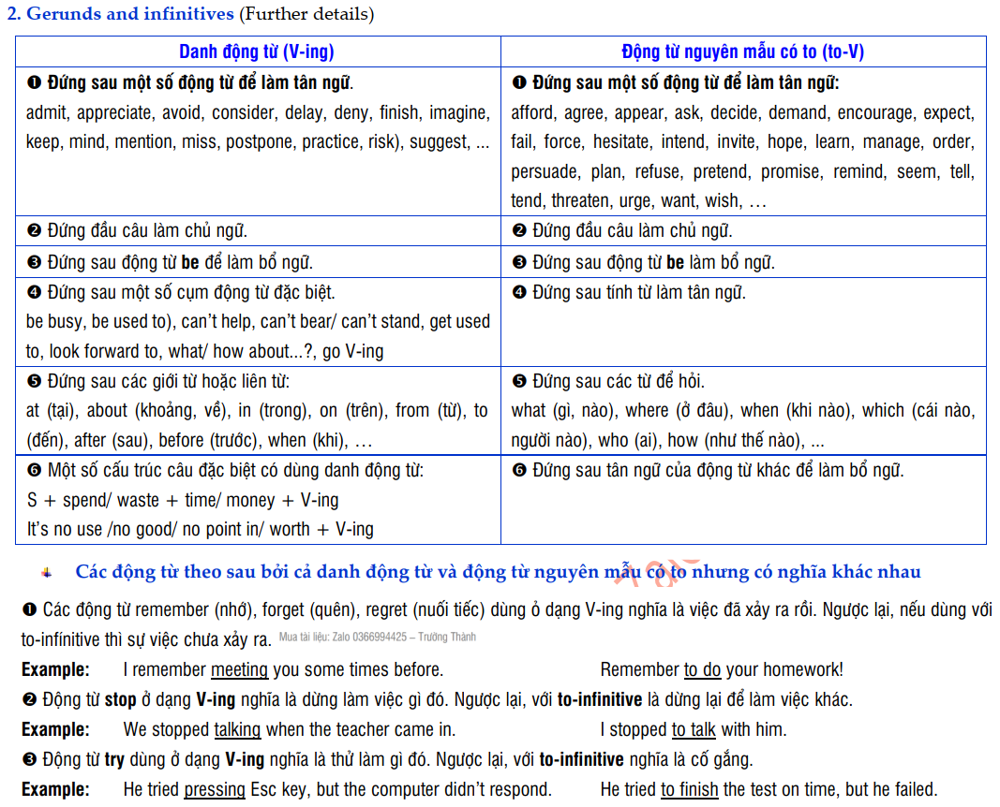 2. Gerunds and infinitives (Further details)
Danh động từ (V-ing)
Động từ nguyên mẫu có to (to-V)
❶ Đứng sau một số động từ để làm tân ngữ.
admit, appreciate, avoid, consider, delay, deny, finish, imagine,
keep, mind, mention, miss, postpone, practice, risk), suggest, ...
❶ Đứng sau một số động từ để làm tân ngữ:
afford, agree, appear, ask, decide, demand, encourage, expect,
fail, force, hesitate, intend, invite, hope, learn, manage, order,
persuade, plan, refuse, pretend, promise, remind, seem, tell,
tend, threaten, urge, want, wish, …
❷ Đứng đầu câu làm chủ ngữ.
❷ Đứng đầu câu làm chủ ngữ.
❸ Đứng sau động từ be để làm bổ ngữ.
❸ Đứng sau động từ be làm bổ ngữ.
❹ Đứng sau một số cụm động từ đặc biệt.
be busy, be used to), can't help, can't bear/ can't stand, get used
to, look forward to, what/ how about...?, go V-ing
❹ Đứng sau tính từ làm tân ngữ.
❺ Đứng sau các giới từ hoặc liên từ:
at (tại), about (khoảng, về), in (trong), on (trên), from (từ), to
(đến), after (sau), before (trước), when (khi), …
❺ Đứng sau các từ để hỏi.
what (gì, nào), where (ở đâu), when (khi nào), which (cái nào,
người nào), who (ai), how (như thế nào), ...
❻ Một số cấu trúc câu đặc biệt có dùng danh động từ:
S + spend/ waste + time/ money + V-ing
It's no use /no good/ no point in/ worth + V-ing
❻ Đứng sau tân ngữ của động từ khác để làm bổ ngữ.
Các động từ theo sau bởi cả danh động từ và động từ nguyên mẫu có to nhưng có nghĩa khác nhau
❶ Các động từ remember (nhớ), forget (quên), regret (nuối tiếc) dùng ỏ dạng V-ing nghĩa là việc đã xảy ra rồi. Ngược lại, nếu dùng với
to-infínitive thì sự việc chưa xảy ra. Mua tài liệu: Zalo 0366994425 – Trường Thành
Example: I remember meeting you some times before. Remember to do your homework!
❷ Động từ stop ở dạng V-ing nghĩa là dừng làm việc gì đó. Ngược lại, với to-infinitive là dừng lại để làm việc khác.
Example: We stopped talking when the teacher came in. I stopped to talk with him.
❸ Động từ try dùng ở dạng V-ing nghĩa là thử làm gì đó. Ngược lại, với to-infinitive nghĩa là cố gắng.
Example: He tried pressing Esc key, but the computer didn't respond. He tried to finish the test on time, but he failed.